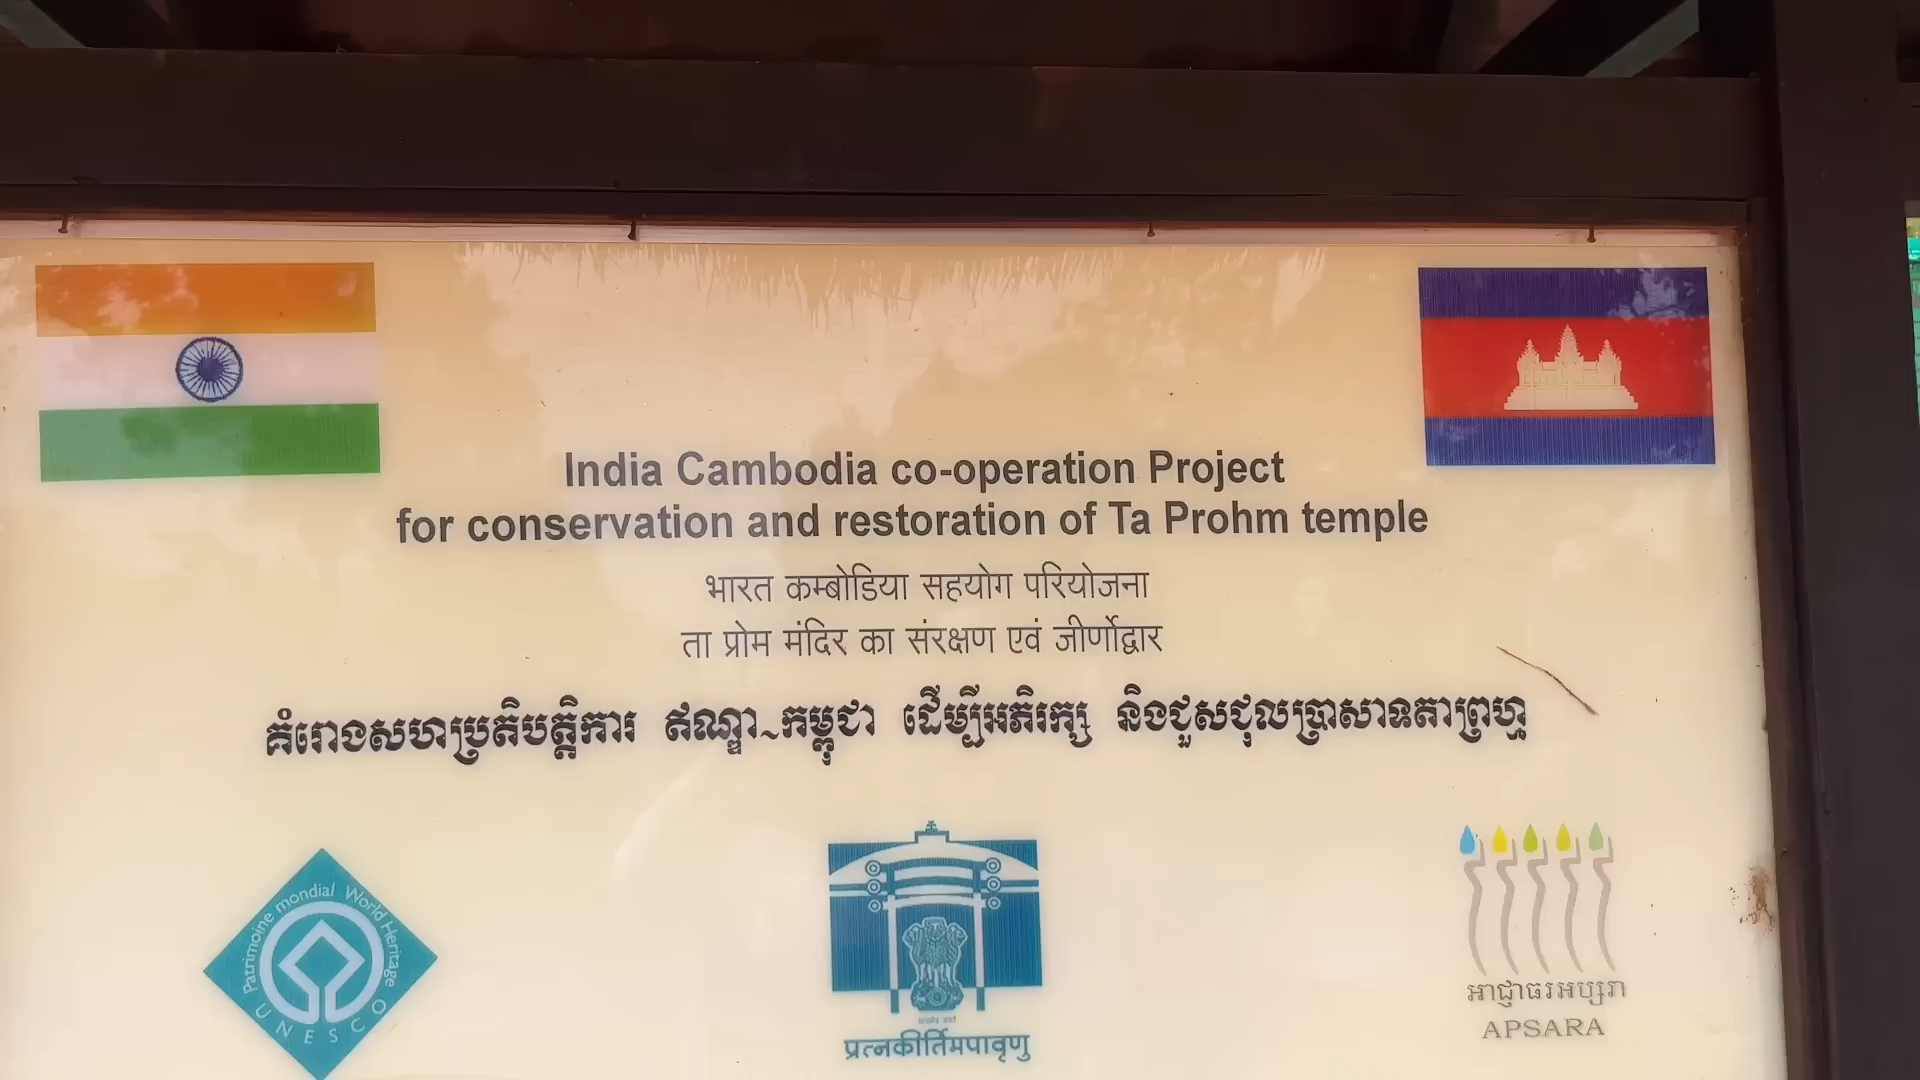 India Cambodia co-operation Project
for conservation and restoration of Ta Prohm temple
भारत कम्बोडिया सहयोग परियोजना
ता प्रोम मंदिर का संरक्षण एवं जीर्णोद्वार
គំរោងសហប្រតិបត្តិការ ឥណ្ឌា~កម្ពុជា ដើម្បីអភិរក្ស និងជួសជុលប្រាសាទតាព្រហ្ម
Patrimoine mondial World Heritage
UNESCO
प्रत्नकीर्तिमपावृणु
អាជ្ញាធរអប្សរា
APSARA